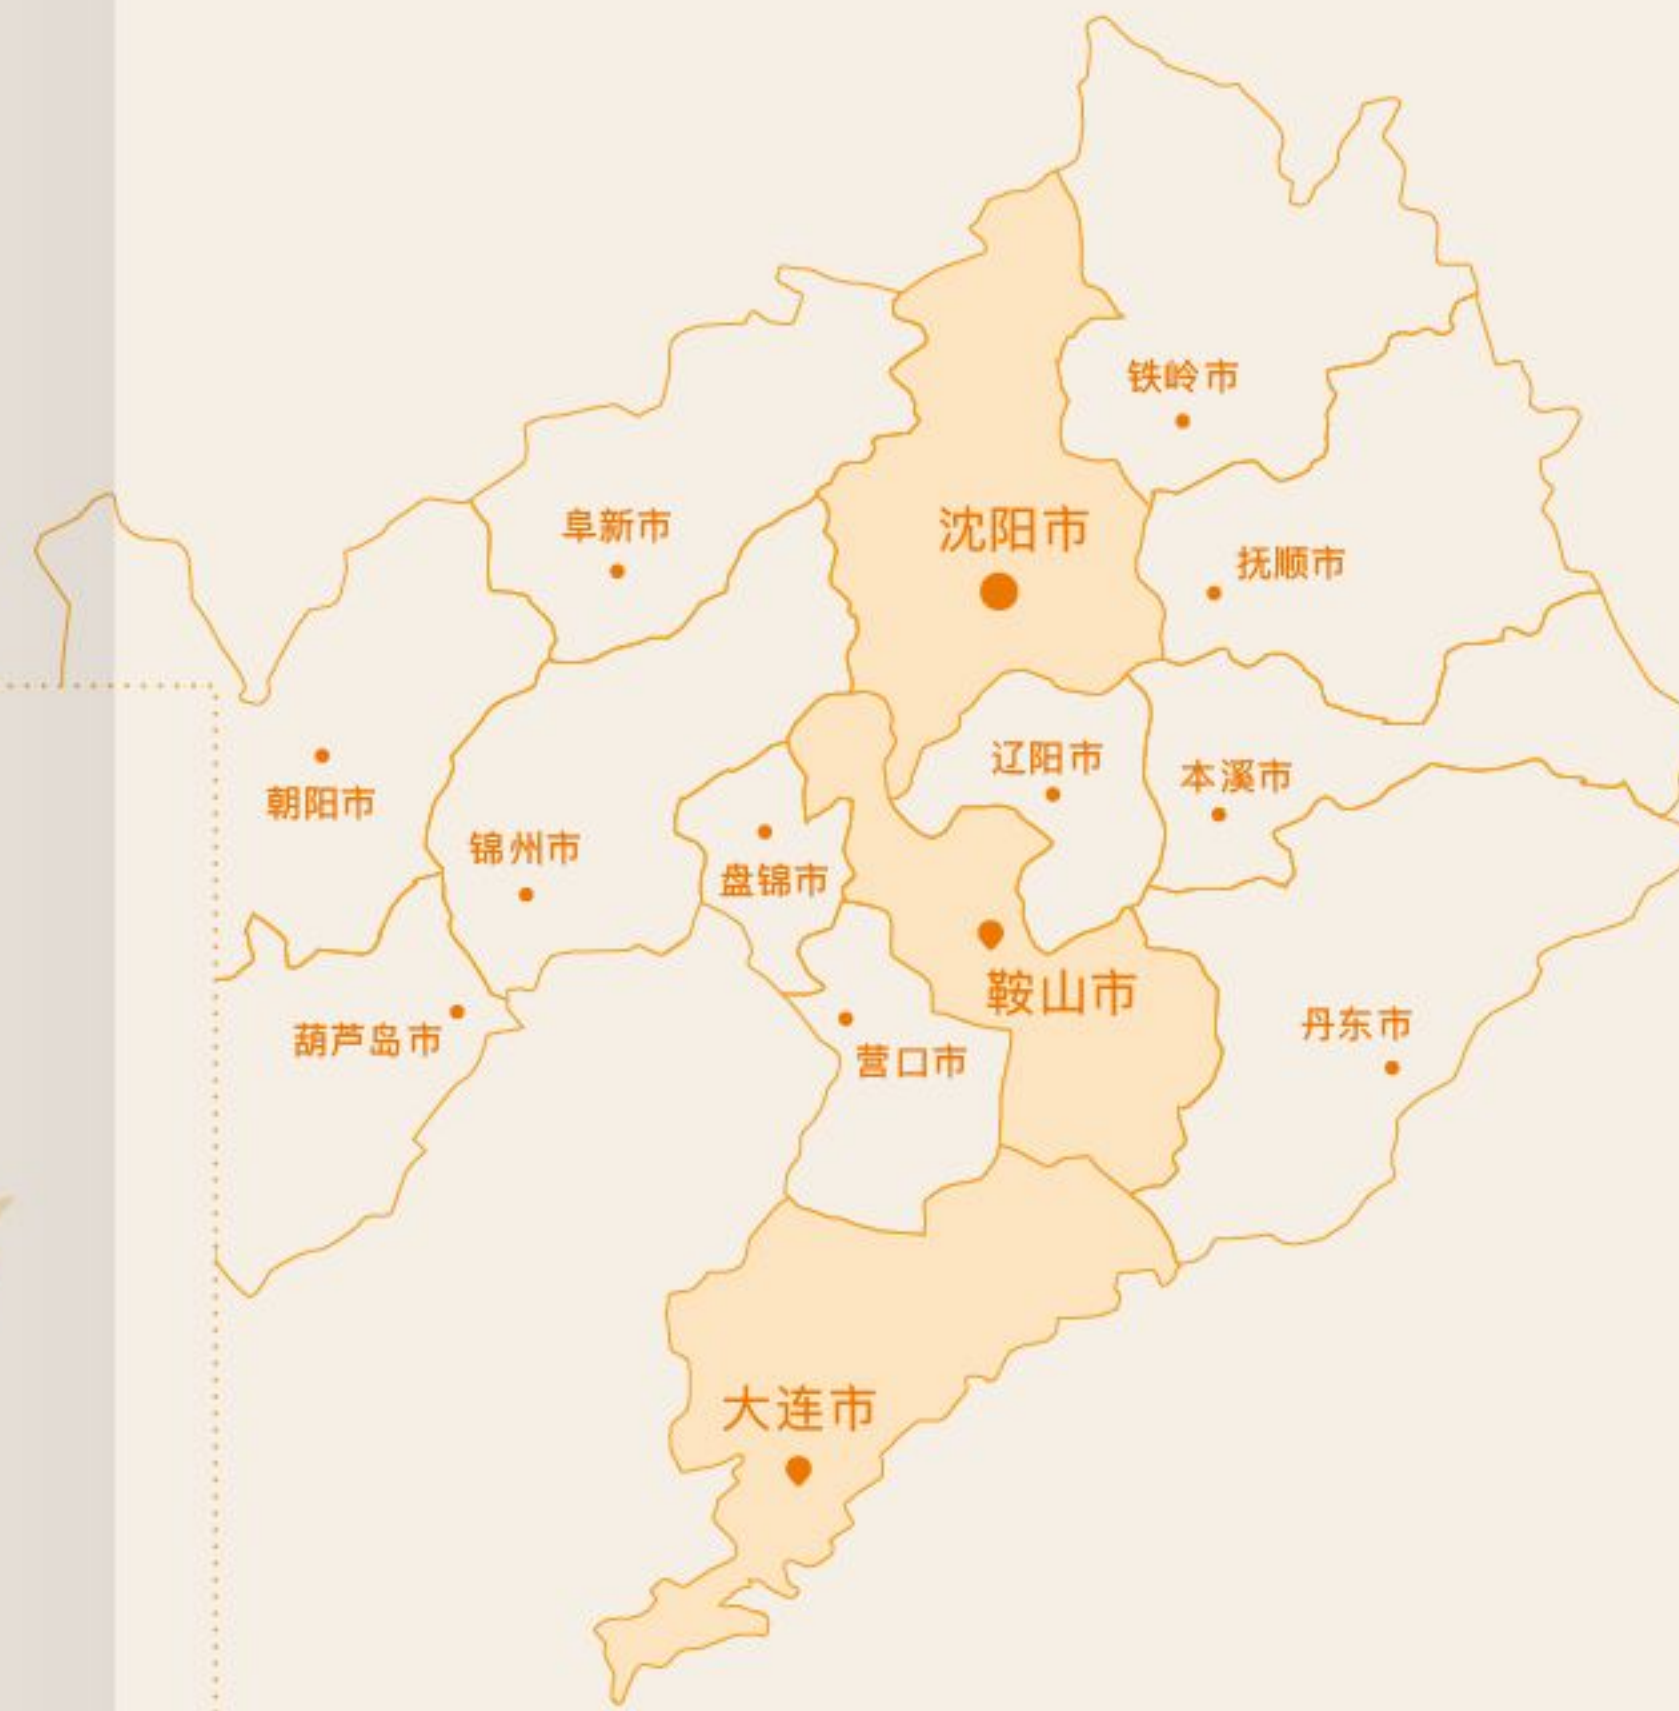 铁岭市
阜新市
沈阳市
抚顺市
辽阳市
本溪市
朝阳市
锦州市
盘锦市
鞍山市
葫芦岛市
营口市
丹东市
大连市